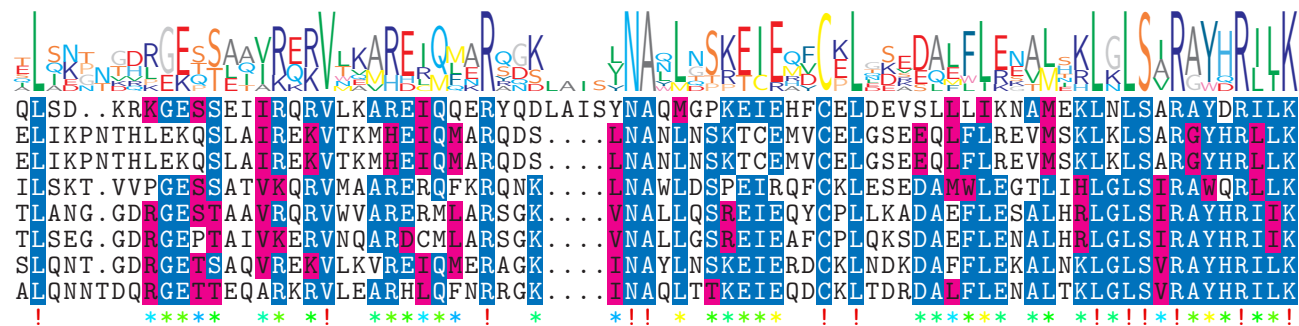 QLSD..KRKGESSEIIRQRVLKAREIQQERYQDLAISYNAQMGPKEIEHFCELDEVSLLLIKNAMEKLNLSARAYDRILK
ELIKPNTHLEKQSLAIREKVTKMHEIQMARQDS....LNANLNSKTCEMVCELGSEEQLFLREVMSKLNLSARGYHRLLK
ELIKPNTHLEKQSLAIREKVTKMHEIQMARQDS....LNANLNSKTCEMVCELGSEEQLFLREVMSKLKLSARGYHRLLK
ILSKT.VVPGESSATVKQRVMAARERQFKRQNK....LNAWLDSPEIRQFCKLESEDAMWLEGTLIHLGLSIRAWQRLLK
TLANG.GDRGESTAAVRQRVWVARERMLARSGK....VNALLQSREIEQYCPLLKADAEFLESALHRLGLSIRAYHRIIK
TLSEG.GDRGEPTAIVKERVNQARDCMLARSGK....VNALLGSREIEAFCPLQKSDAEFLENALHRLGLSIRAYHRIIK
SLQNT.GDRGETSAQVREKVLKVREIQMERAGK....INAYLNSKEIERDCKLNDKDAFFLEKALNKLGLSVRAYHRILK
ALQNNTDQRGETTEQARKRVLEARHLQFNRRGK....INAQLTTKEIEQDCKLTDRDALFLENALTKLGLSVRAYHRILK